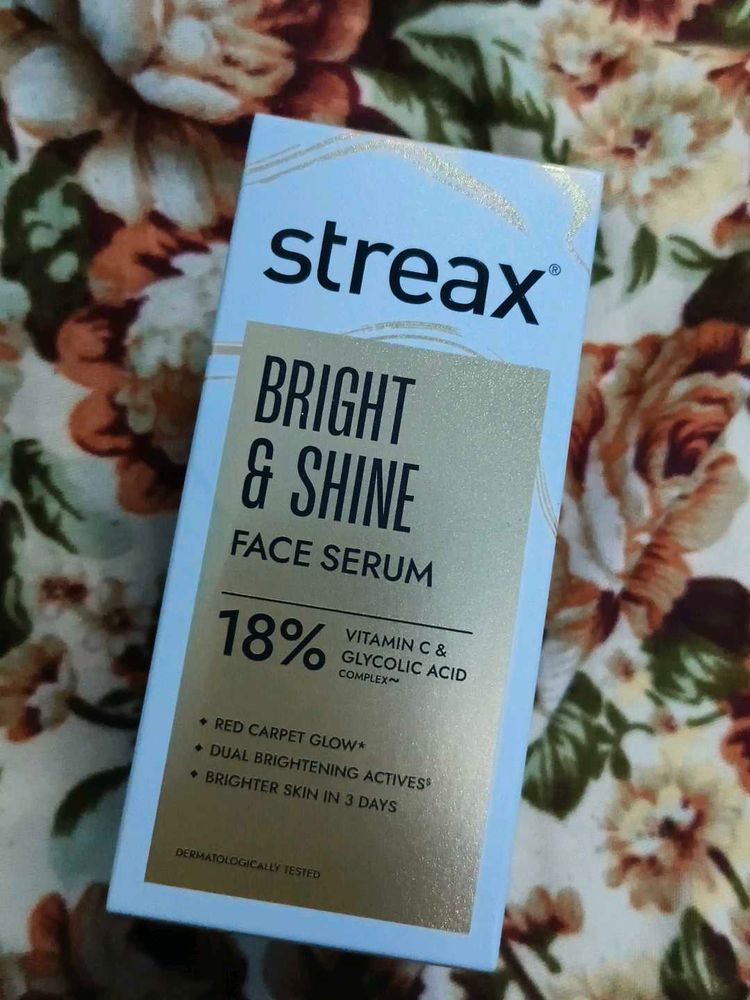 streax®
BRIGHT
& SHINE
FACE SERUM
18%
VITAMIN C &
GLYCOLIC ACID
COMPLEX~
RED CARPET GLOW*
DUAL BRIGHTENING ACTIVES$
BRIGHTER SKIN IN 3 DAYS
DERMATOLOGICALLY TESTED